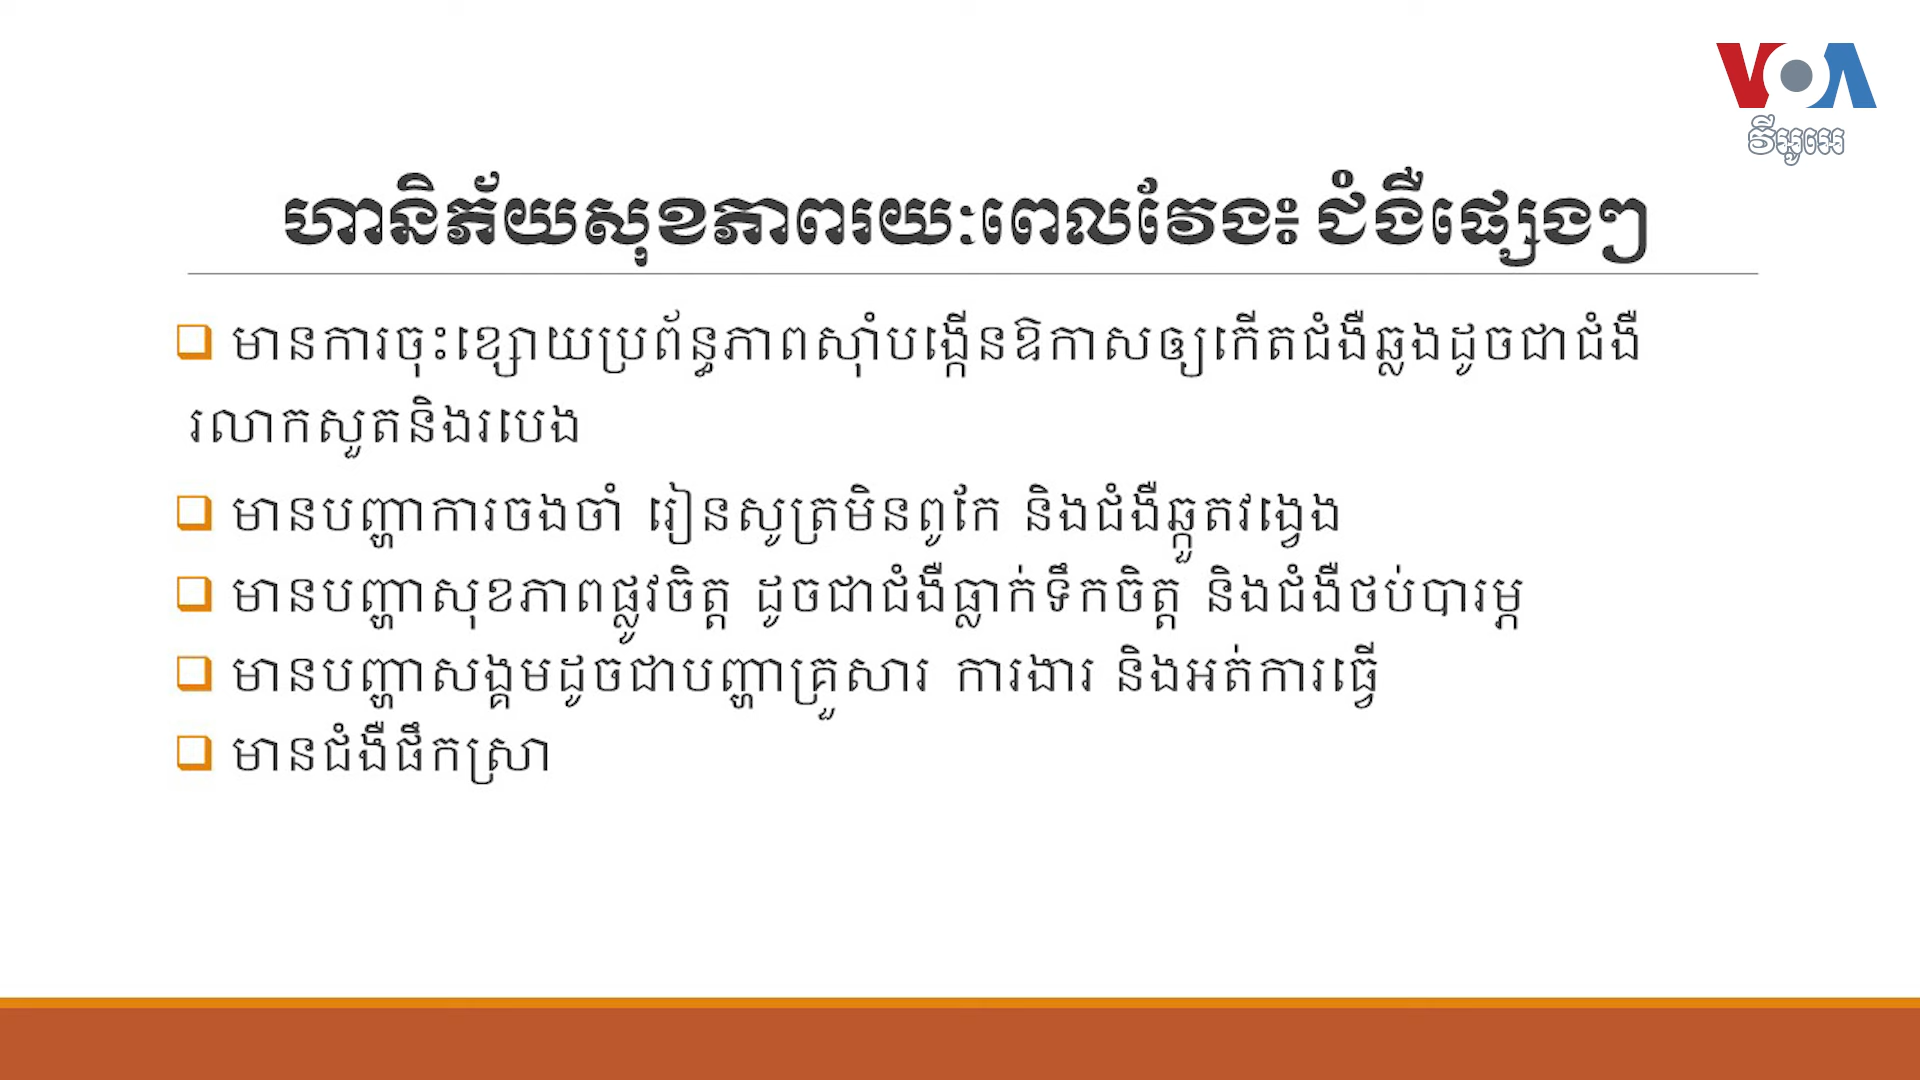 VOA
វីអូអេ
ហានិភ័យសុខភាពរយៈពេលវែង៖ ជំងឺផ្សេងៗ
មានការចុះខ្សោយប្រព័ន្ធភាពស៊ាំបង្កើនឱកាសឲ្យកើតជំងឺឆ្លងដូចជាជំងឺ
រលាកសួតនិងរបេង
មានបញ្ហាការចងចាំ រៀនសូត្រមិនពូកែ និងជំងឺឆ្កួតវង្វេង
មានបញ្ហាសុខភាពផ្លូវចិត្ត ដូចជាជំងឺធ្លាក់ទឹកចិត្ត និងជំងឺថប់បារម្ភ
មានបញ្ហាសង្គមដូចជាបញ្ហាគ្រួសារ ការងារ និងអត់ការធ្វើ
មានជំងឺផឹកស្រា